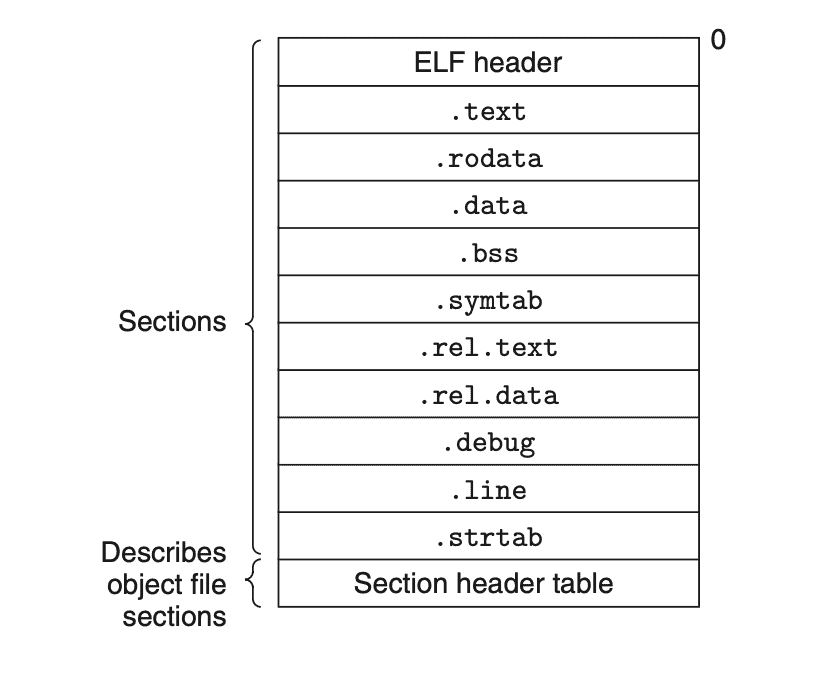 0
ELF header
.text
.rodata
.data
.bss
Sections
.symtab
.rel.text
.rel.data
.debug
.line
.strtab
Describes
object file
sections
Section header table